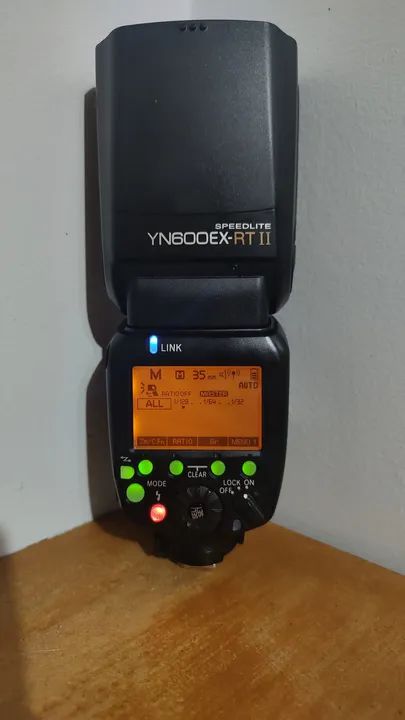 SPEEDLITE
YN600EX-RT II
LINK
M M 35mm
AUTO
RATIO OFF MASTER
ALL 1/128 . . 1/64 . . 1/32
Zm/C.Fn RATIO Gr MENU 1
CLEAR
MODE
LOCK ON
OFF